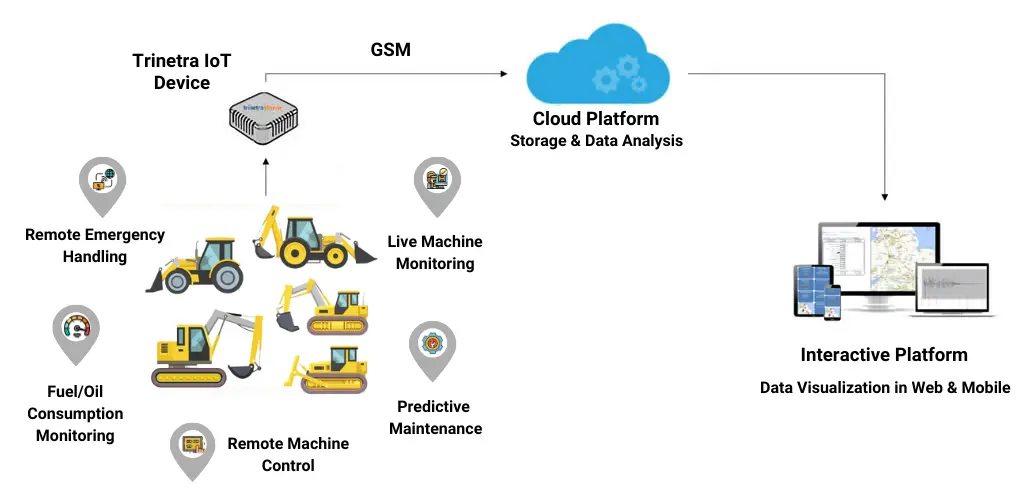 GSM
Trinetra IoT
Device
trinetra
Cloud Platform
Storage & Data Analysis
Remote Emergency
Handling
Live Machine
Monitoring
Interactive Platform
Data Visualization in Web & Mobile
Fuel/Oil
Consumption
Monitoring
Predictive
Maintenance
Remote Machine
Control